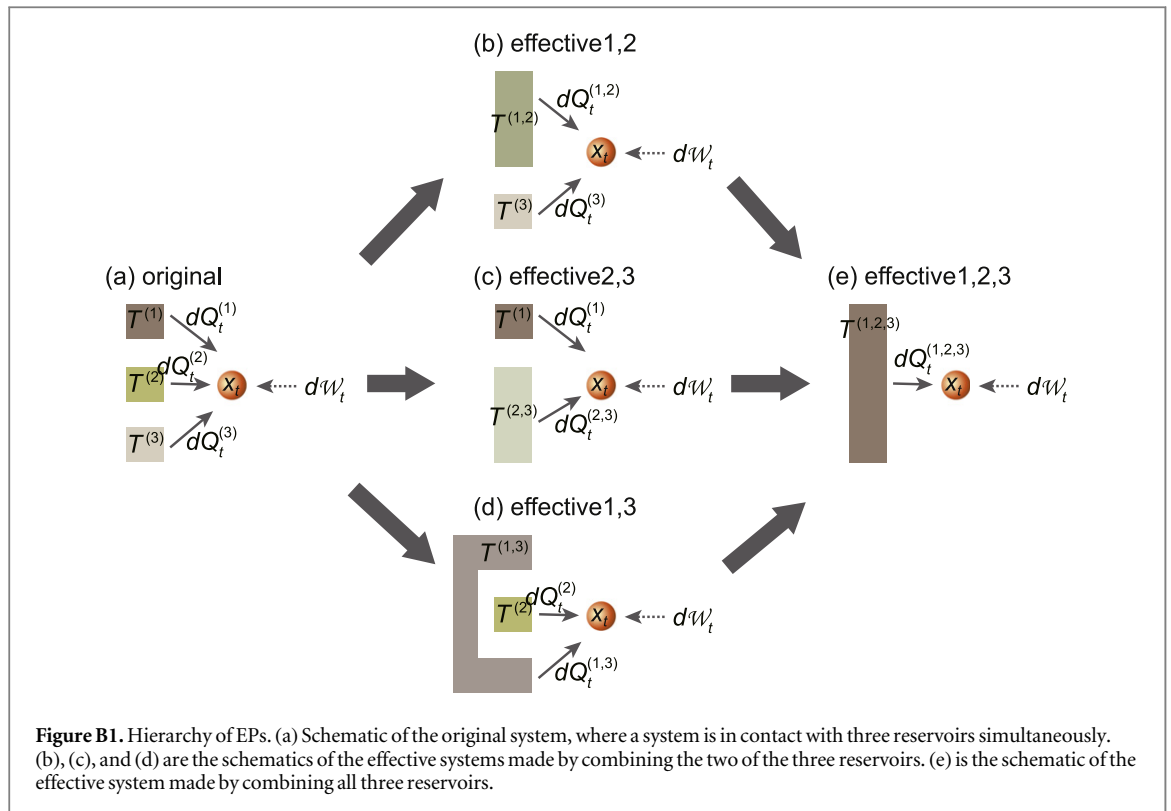 (b) effective1,2
T^(1,2)
dQ_t^(1,2)
x_t
d𝒲_t
T^(3)
dQ_t^(3)
(a) original
T^(1)
dQ_t^(1)
T^(2)
dQ_t^(2)
x_t
d𝒲_t
T^(3)
dQ_t^(3)
(c) effective2,3
T^(1)
dQ_t^(1)
x_t
d𝒲_t
T^(2,3)
dQ_t^(2,3)
(e) effective1,2,3
T^(1,2,3)
dQ_t^(1,2,3)
x_t
d𝒲_t
(d) effective1,3
T^(1,3)
dQ_t^(2)
T^(2)
x_t
d𝒲_t
dQ_t^(1,3)
Figure B1. Hierarchy of EPs. (a) Schematic of the original system, where a system is in contact with three reservoirs simultaneously.
(b), (c), and (d) are the schematics of the effective systems made by combining the two of the three reservoirs. (e) is the schematic of the
effective system made by combining all three reservoirs.